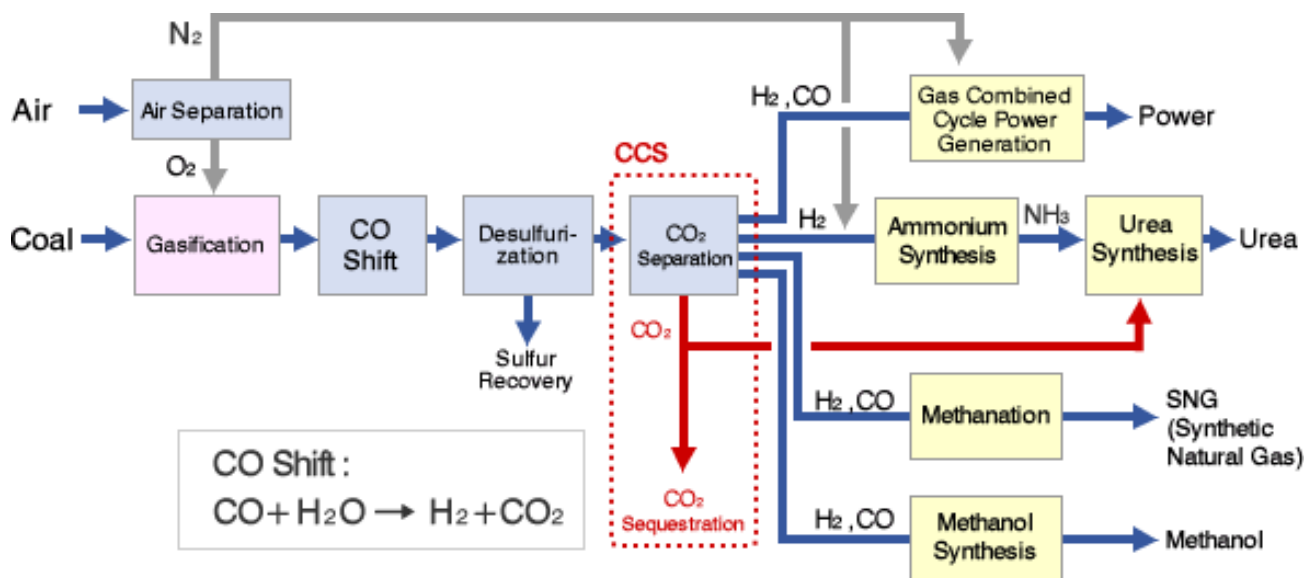 N₂
Air
Air Separation
O₂
Coal
Gasification
CO
Shift
Desulfuri-
zation
Sulfur
Recovery
CCS
CO₂
Separation
CO₂
CO₂
Sequestration
H₂ ,CO
Gas Combined
Cycle Power
Generation
Power
H₂
Ammonium
Synthesis
NH₃
Urea
Synthesis
Urea
H₂ ,CO
Methanation
SNG
(Synthetic
Natural Gas)
H₂ ,CO
Methanol
Synthesis
Methanol
CO Shift :
CO+H₂O → H₂+CO₂